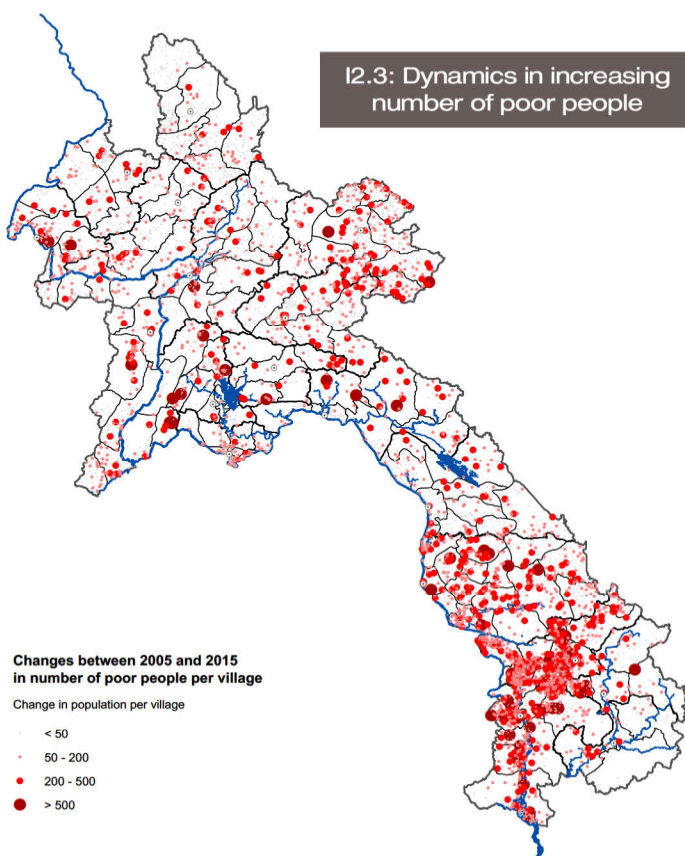 I2.3: Dynamics in increasing
number of poor people
Changes between 2005 and 2015
in number of poor people per village
Change in population per village
< 50
50 - 200
200 - 500
> 500